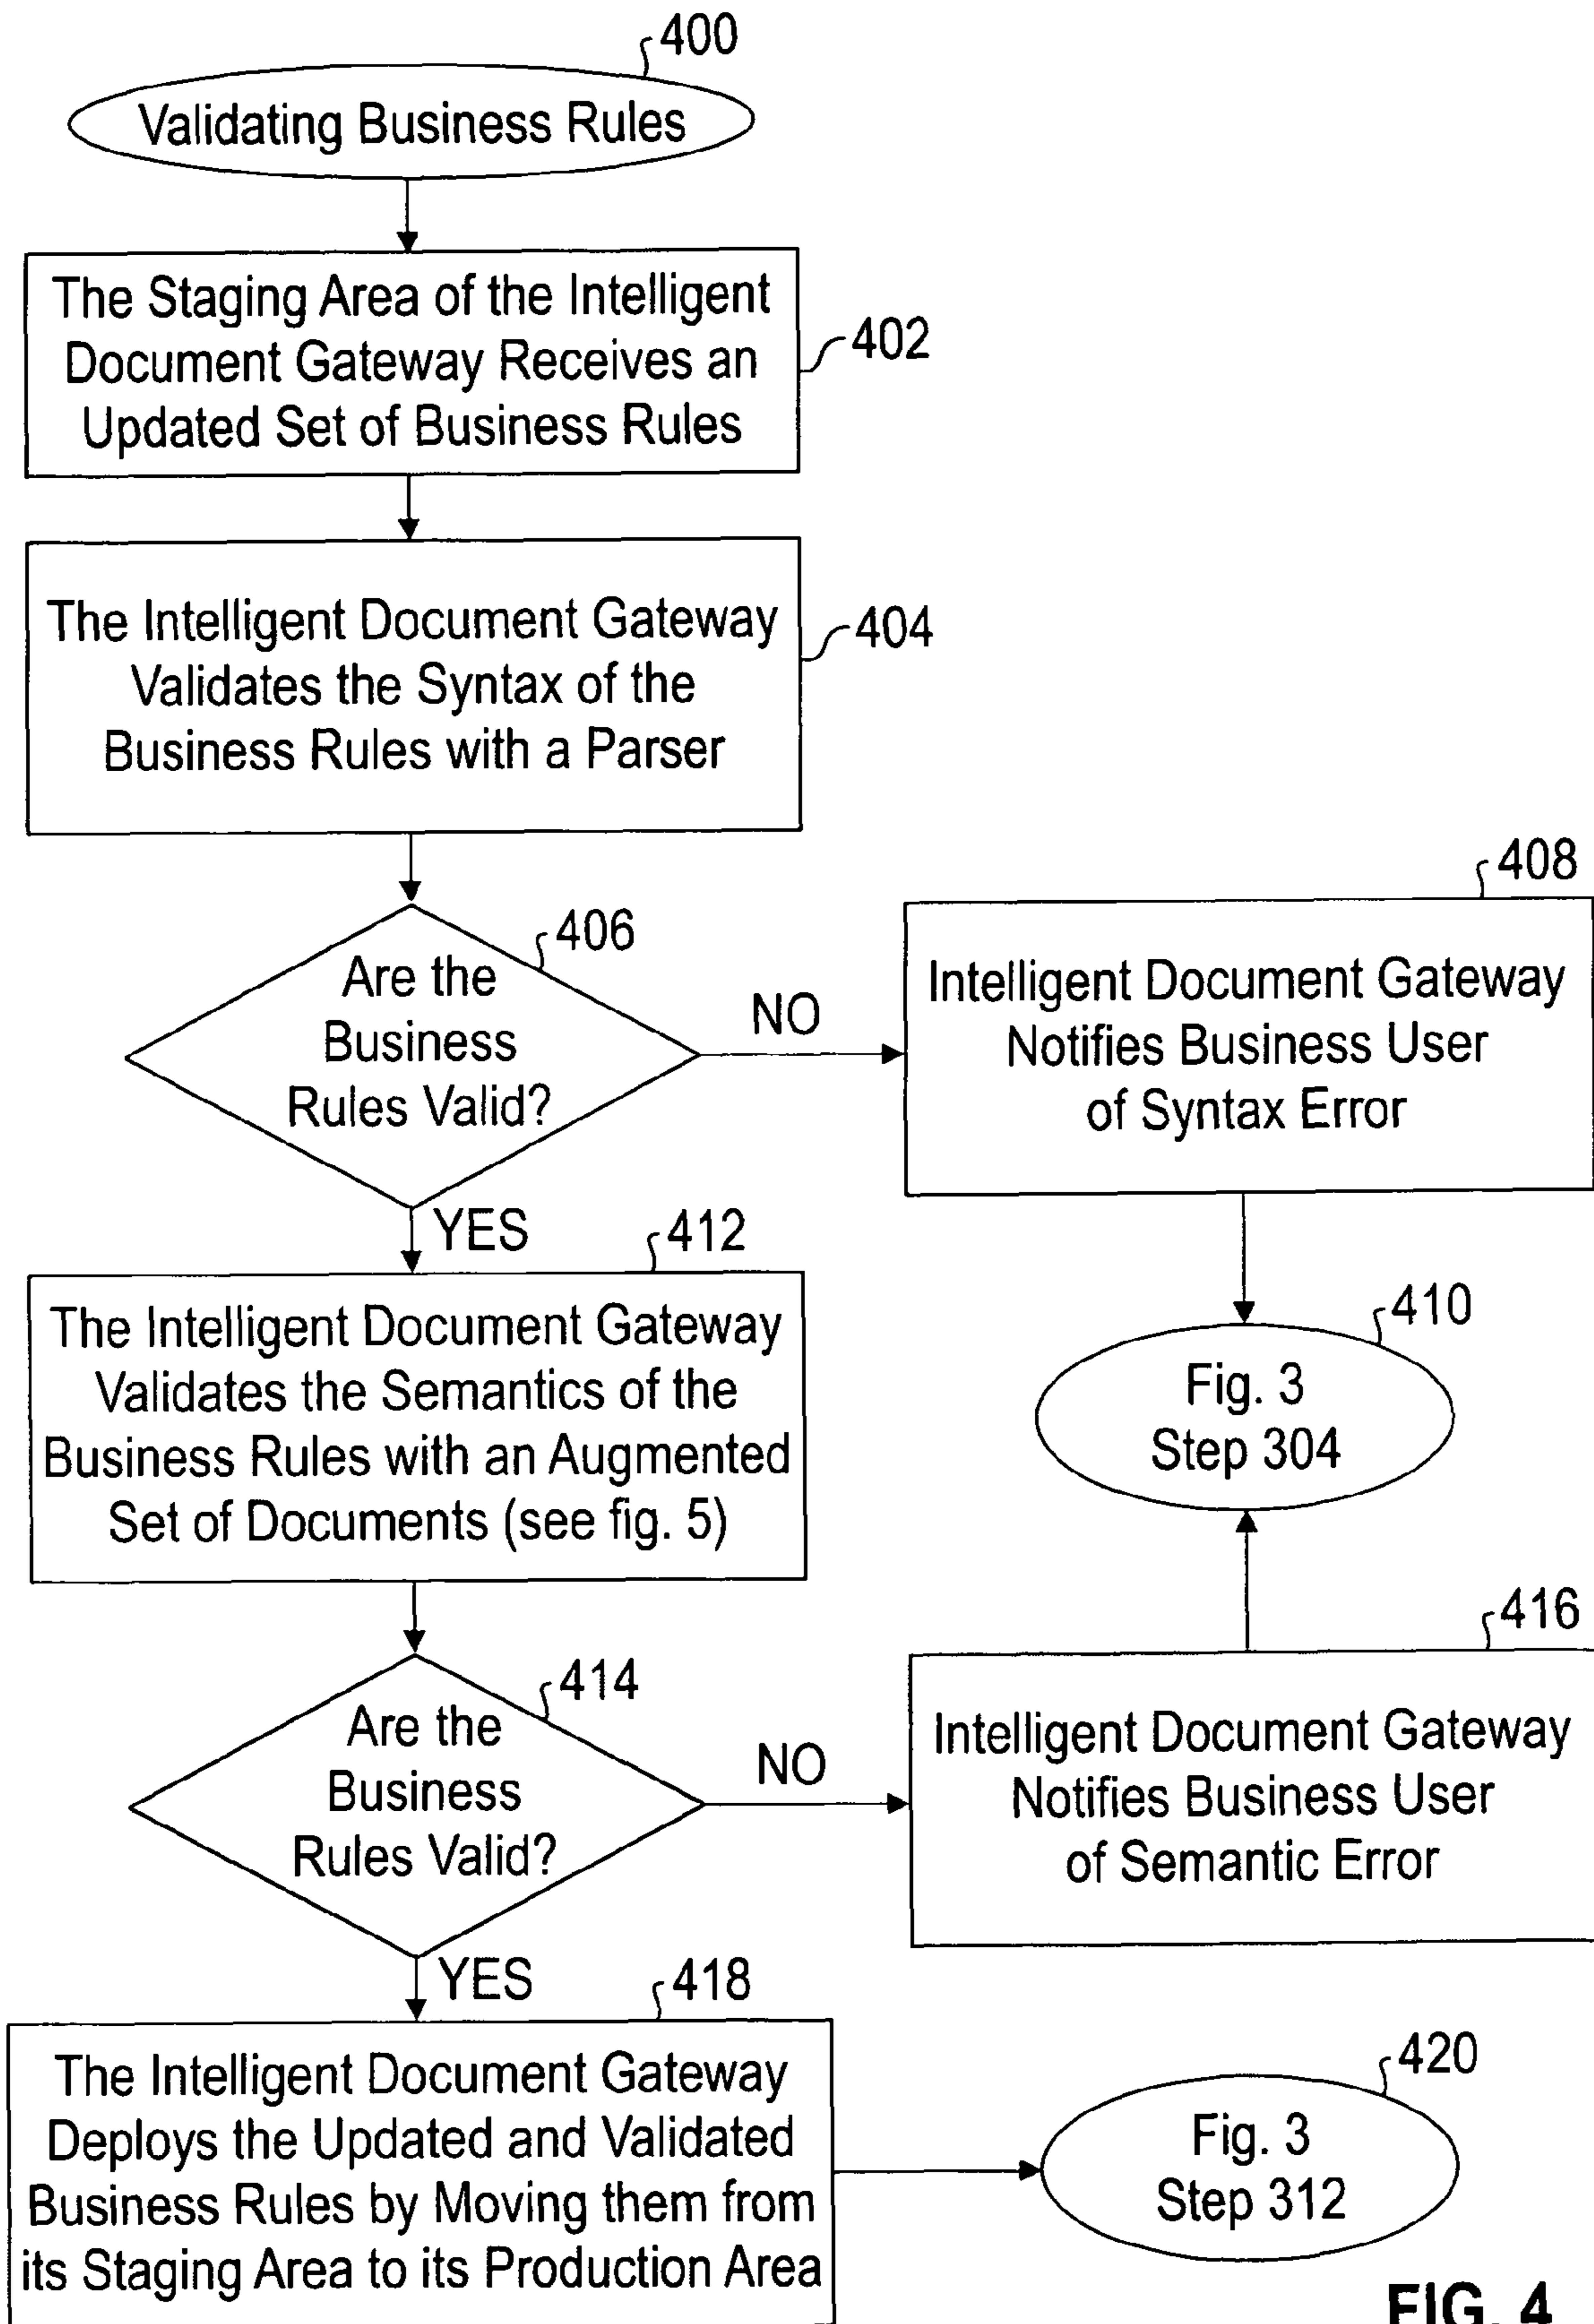 400
Validating Business Rules
The Staging Area of the Intelligent
Document Gateway Receives an
Updated Set of Business Rules
402
The Intelligent Document Gateway
Validates the Syntax of the
Business Rules with a Parser
404
406
Are the
Business
Rules Valid?
NO
408
Intelligent Document Gateway
Notifies Business User
of Syntax Error
YES
410
Fig. 3
Step 304
412
The Intelligent Document Gateway
Validates the Semantics of the
Business Rules with an Augmented
Set of Documents (see fig. 5)
414
Are the
Business
Rules Valid?
NO
416
Intelligent Document Gateway
Notifies Business User
of Semantic Error
YES
418
The Intelligent Document Gateway
Deploys the Updated and Validated
Business Rules by Moving them from
its Staging Area to its Production Area
420
Fig. 3
Step 312
FIG. 4